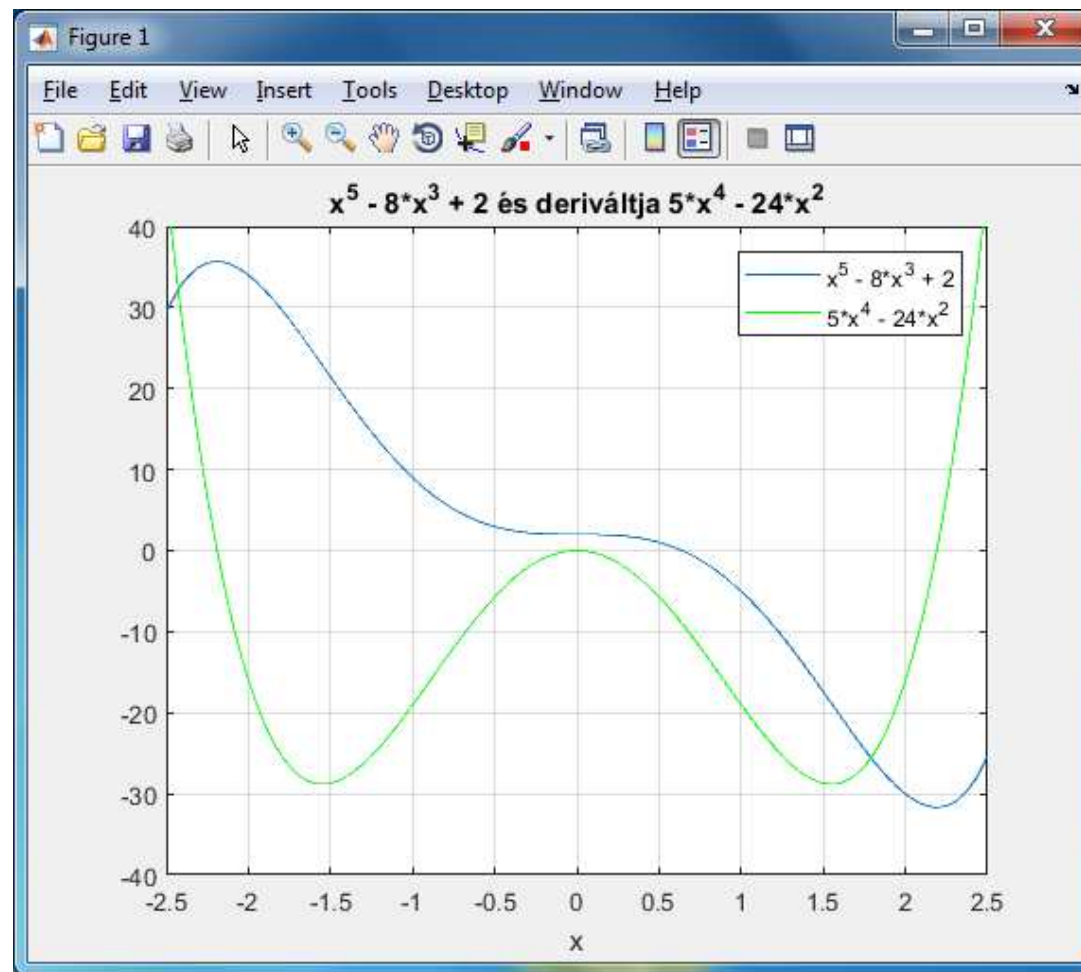 Figure 1
File Edit View Insert Tools Desktop Window Help
x^5 - 8*x^3 + 2 és deriváltja 5*x^4 - 24*x^2
x^5 - 8*x^3 + 2
5*x^4 - 24*x^2
40
30
20
10
0
-10
-20
-30
-40
-2.5 -2 -1.5 -1 -0.5 0 0.5 1 1.5 2 2.5
x